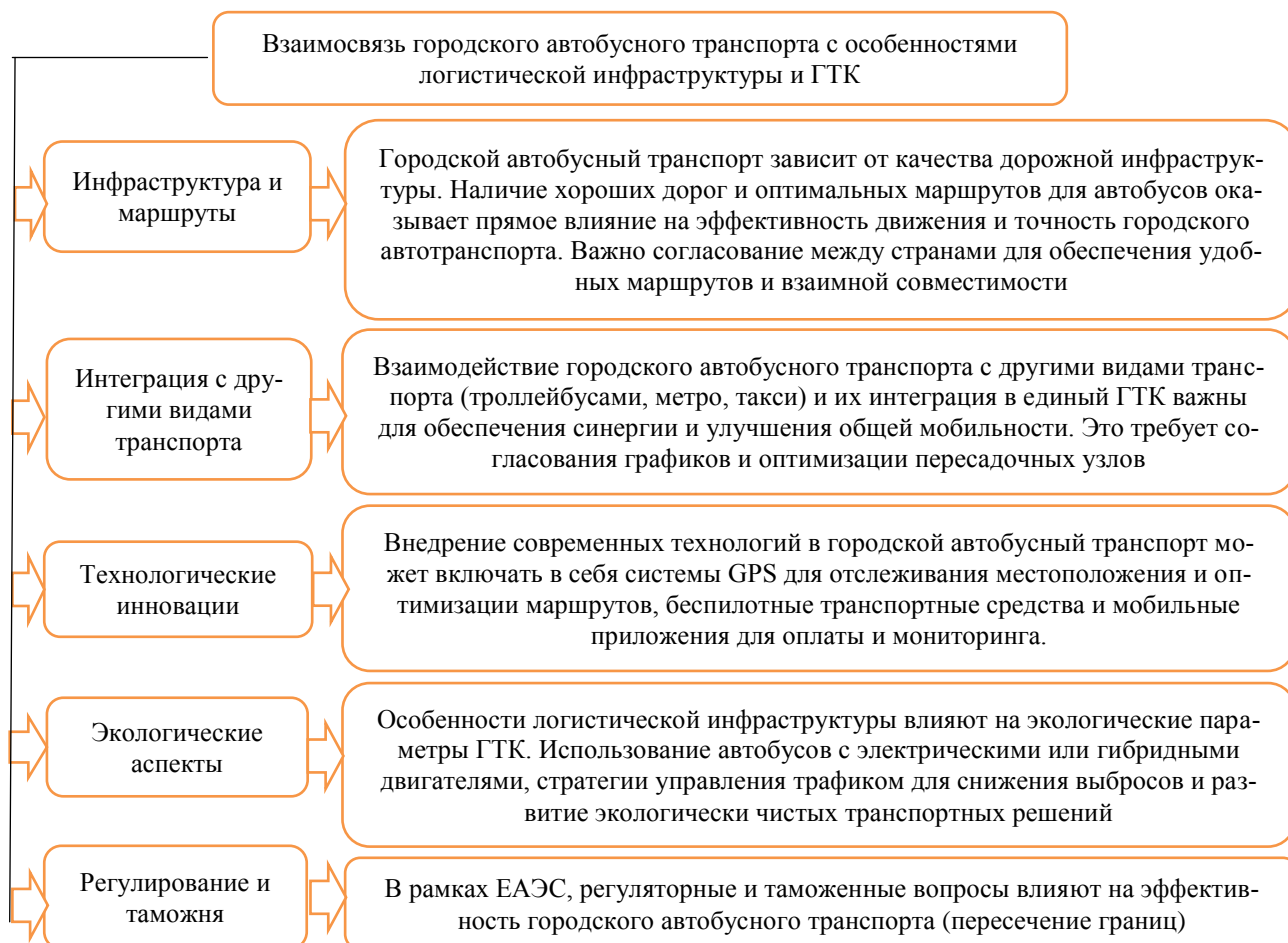 Взаимосвязь городского автобусного транспорта с особенностями
логистической инфраструктуры и ГТК
Инфраструктура и
маршруты
Городской автобусный транспорт зависит от качества дорожной инфраструк-
туры. Наличие хороших дорог и оптимальных маршрутов для автобусов ока-
зывает прямое влияние на эффективность движения и точность городского
автотранспорта. Важно согласование между странами для обеспечения удоб-
ных маршрутов и взаимной совместимости
Интеграция с дру-
гими видами
транспорта
Взаимодействие городского автобусного транспорта с другими видами транс-
порта (троллейбусами, метро, такси) и их интеграция в единый ГТК важны
для обеспечения синергии и улучшения общей мобильности. Это требует со-
гласования графиков и оптимизации пересадочных узлов
Технологические
инновации
Внедрение современных технологий в городской автобусный транспорт мо-
жет включать в себя системы GPS для отслеживания местоположения и оп-
тимизации маршрутов, беспилотные транспортные средства и мобильные
приложения для оплаты и мониторинга.
Экологические
аспекты
Особенности логистической инфраструктуры влияют на экологические пара-
метры ГТК. Использование автобусов с электрическими или гибридными
двигателями, стратегии управления трафиком для снижения выбросов и раз-
витие экологически чистых транспортных решений
Регулирование и
таможня
В рамках ЕАЭС, регуляторные и таможенные вопросы влияют на эффектив-
ность городского автобусного транспорта (пересечение границ)